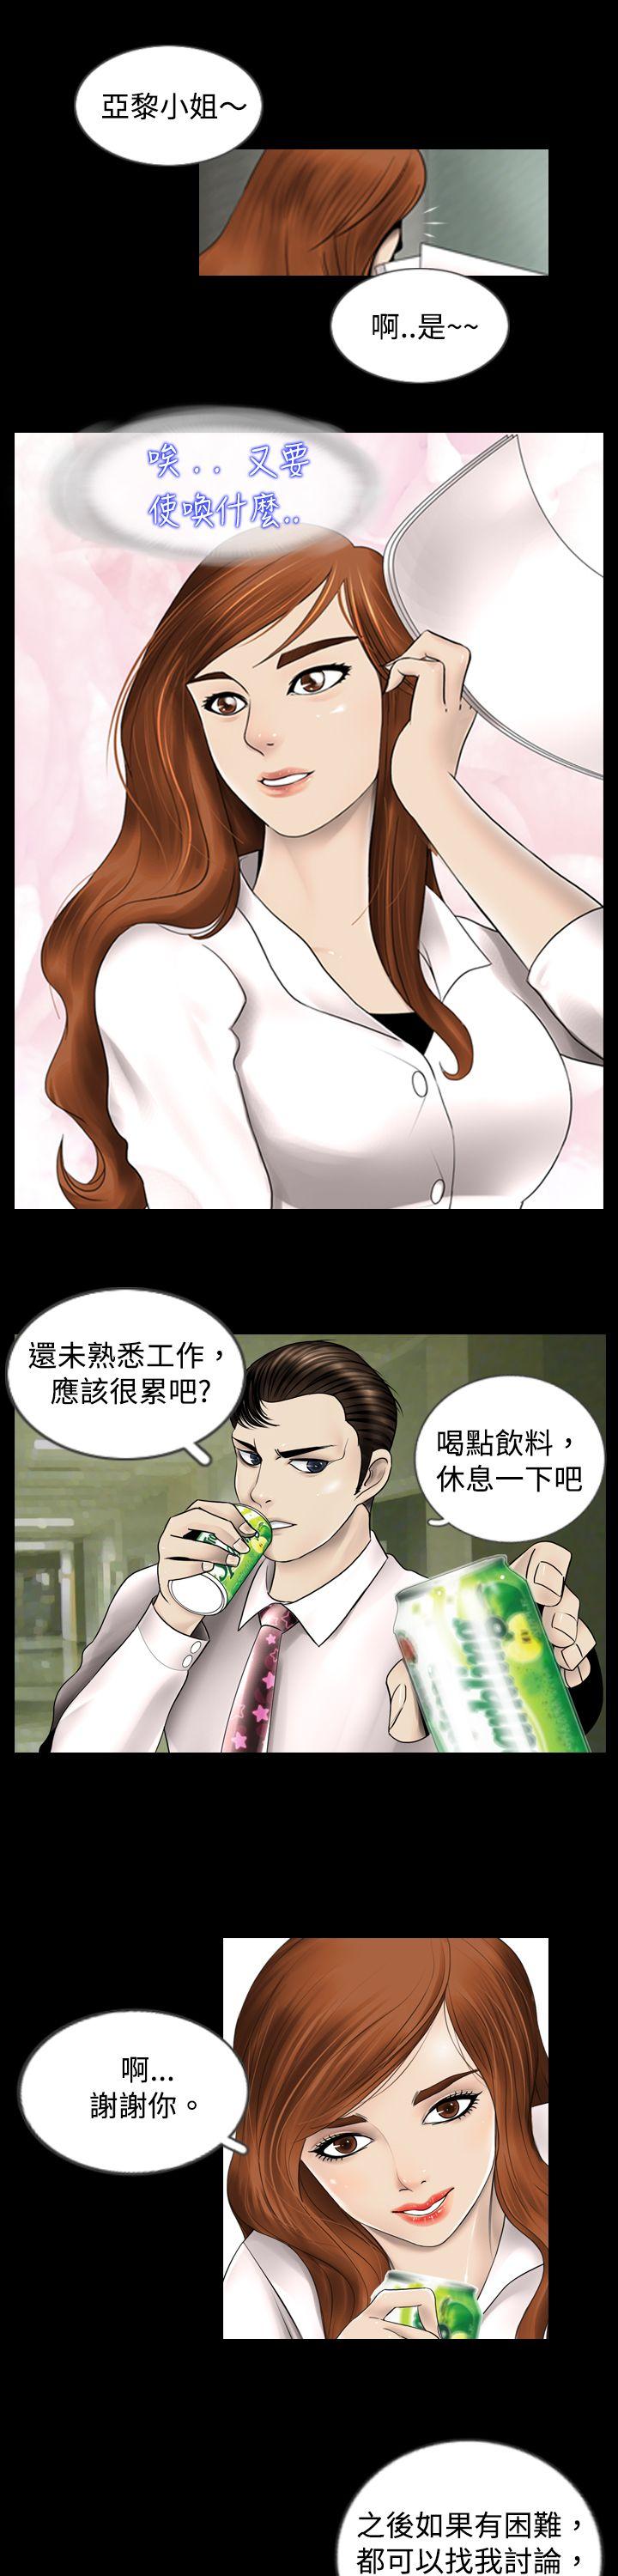 亞黎小姐～
啊..是~~
唉.. 又要
使喚什麼..
還未熟悉工作，
應該很累吧?
喝點飲料，
休息一下吧
啊...
謝謝你。
之後如果有困難，
都可以找我討論，